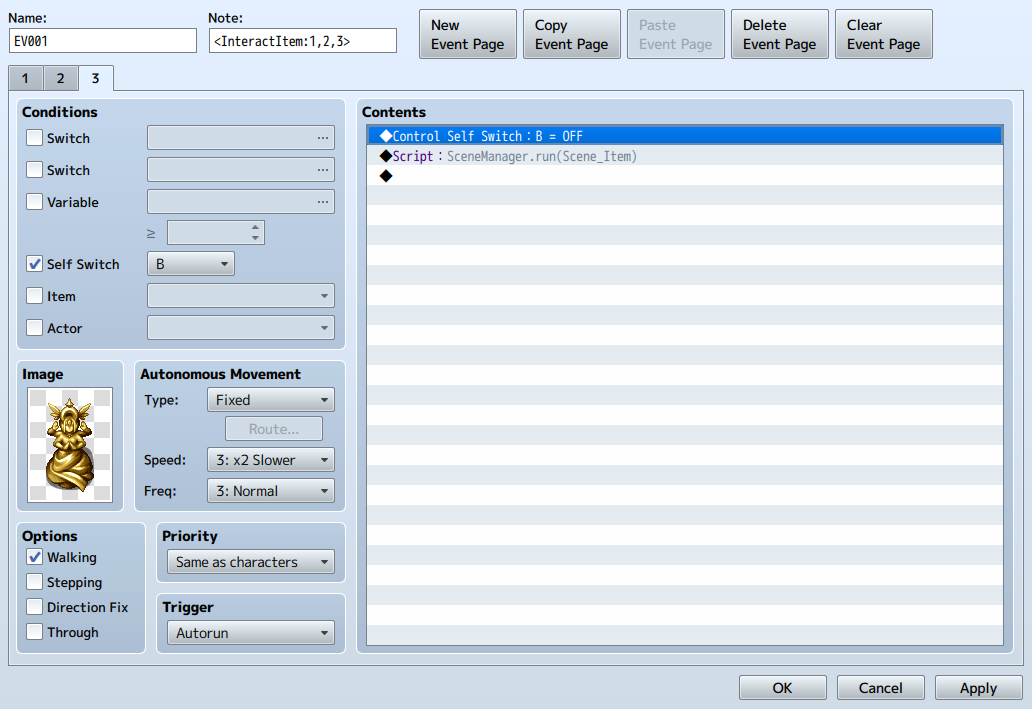 Name:
Note:
EV001
<InteractItem:1,2,3>
New
Event Page
Copy
Event Page
Paste
Event Page
Delete
Event Page
Clear
Event Page
1
2
3
Conditions
Switch
...
Switch
...
Variable
...
≥
Self Switch
B
Item
Actor
Image
Autonomous Movement
Type:
Fixed
Route...
Speed:
3: x2 Slower
Freq:
3: Normal
Options
Walking
Stepping
Direction Fix
Through
Priority
Same as characters
Trigger
Autorun
Contents
◆Control Self Switch：B = OFF
◆Script：SceneManager.run(Scene_Item)
◆
OK
Cancel
Apply